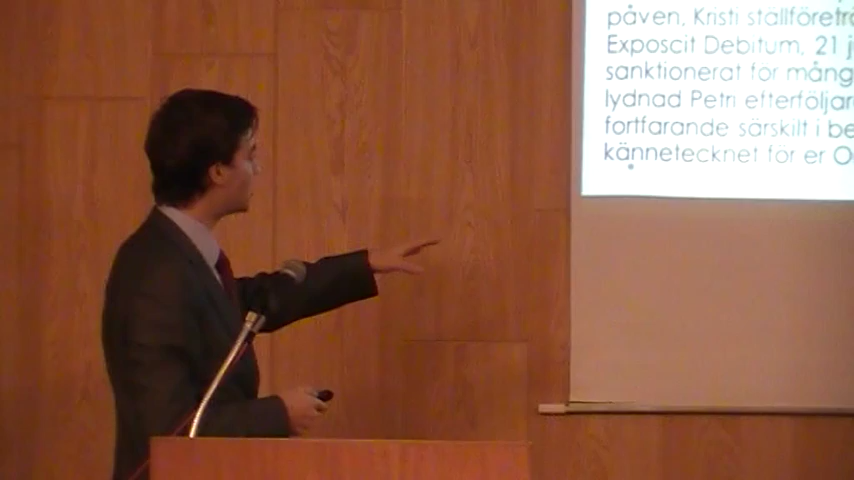 påven, Kristi ställföreträ
Exposcit Debitum, 21 j
sanktionerat för mång
lydnad Petri efterföljar
fortfarande särskilt i be
kännetecknet för er O